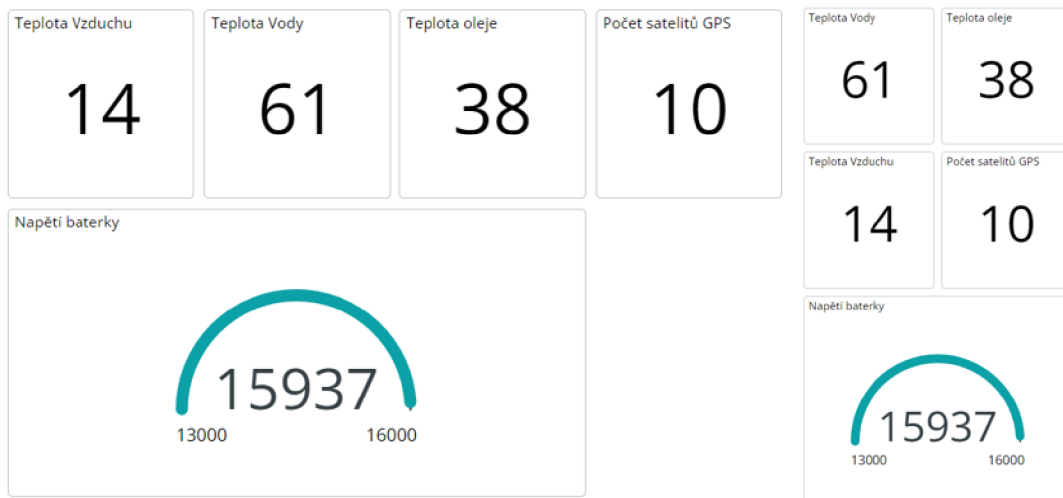 Teplota Vzduchu
14
Teplota Vody
61
Teplota oleje
38
Počet satelitů GPS
10
Napětí baterky
15937
13000 16000
Teplota Vody
61
Teplota oleje
38
Teplota Vzduchu
14
Počet satelitů GPS
10
Napětí baterky
15937
13000 16000